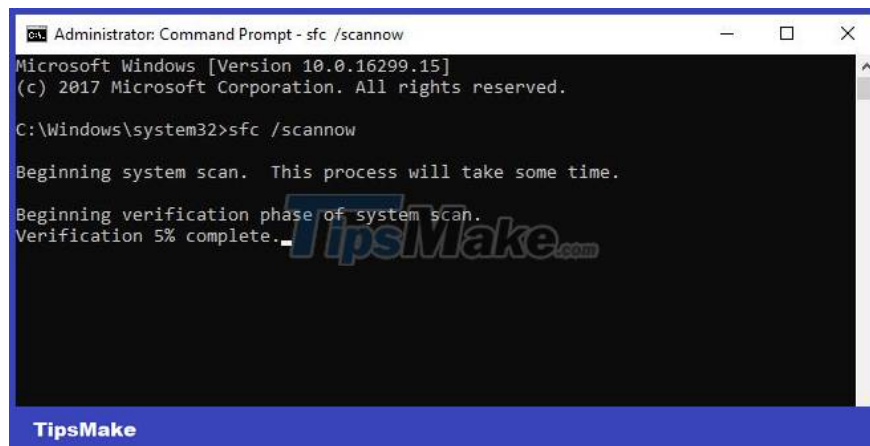 Administrator: Command Prompt - sfc /scannow
Microsoft Windows [Version 10.0.16299.15]
(c) 2017 Microsoft Corporation. All rights reserved.
C:\Windows\system32>sfc /scannow
Beginning system scan.  This process will take some time.
Beginning verification phase of system scan.
Verification 5% complete.
TipsMake.com
TipsMake